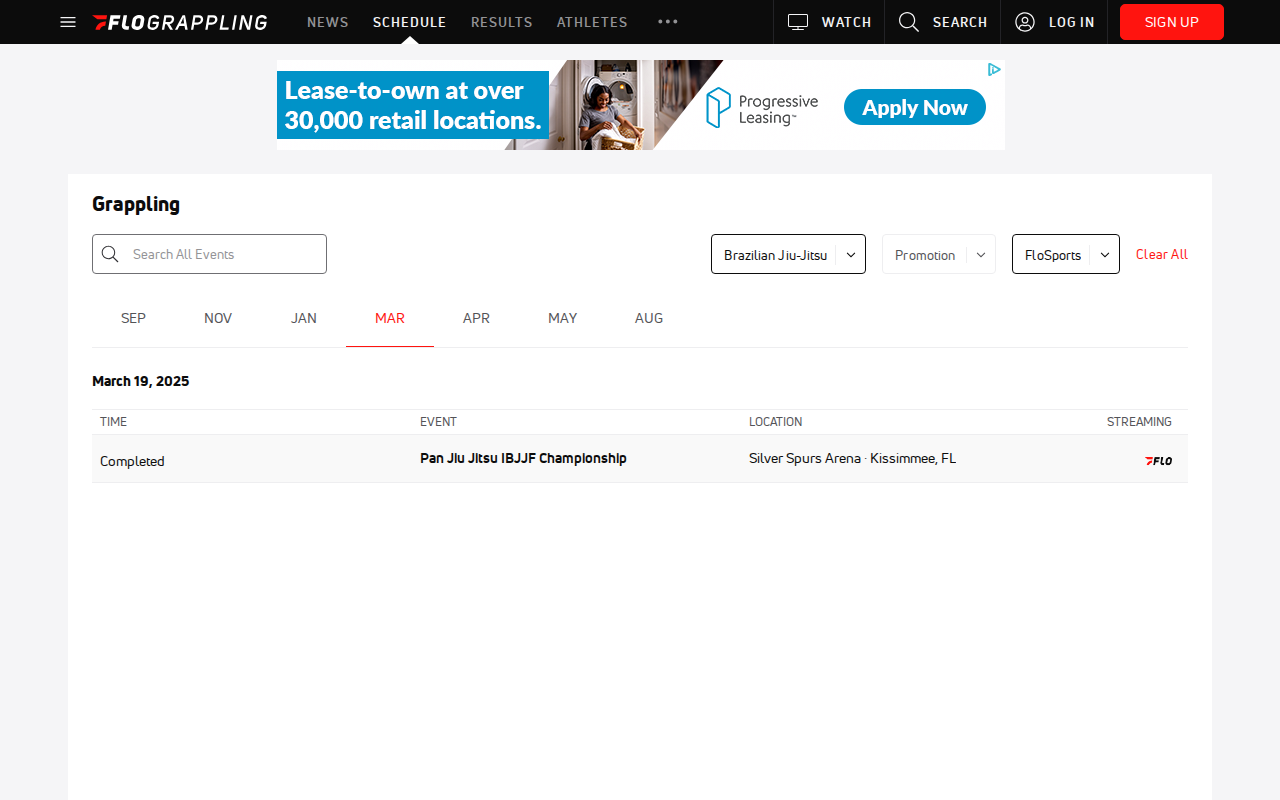 FLOGRAPPLING NEWS SCHEDULE RESULTS ATHLETES WATCH SEARCH LOG IN SIGN UP
Lease-to-own at over
30,000 retail locations.
Progressive
Leasing™
Apply Now
Grappling
Search All Events Brazilian Jiu-Jitsu Promotion FloSports Clear All
SEP NOV JAN MAR APR MAY AUG
March 19, 2025
TIME EVENT LOCATION STREAMING
Completed Pan Jiu Jitsu IBJJF Championship Silver Spurs Arena · Kissimmee, FL FLO